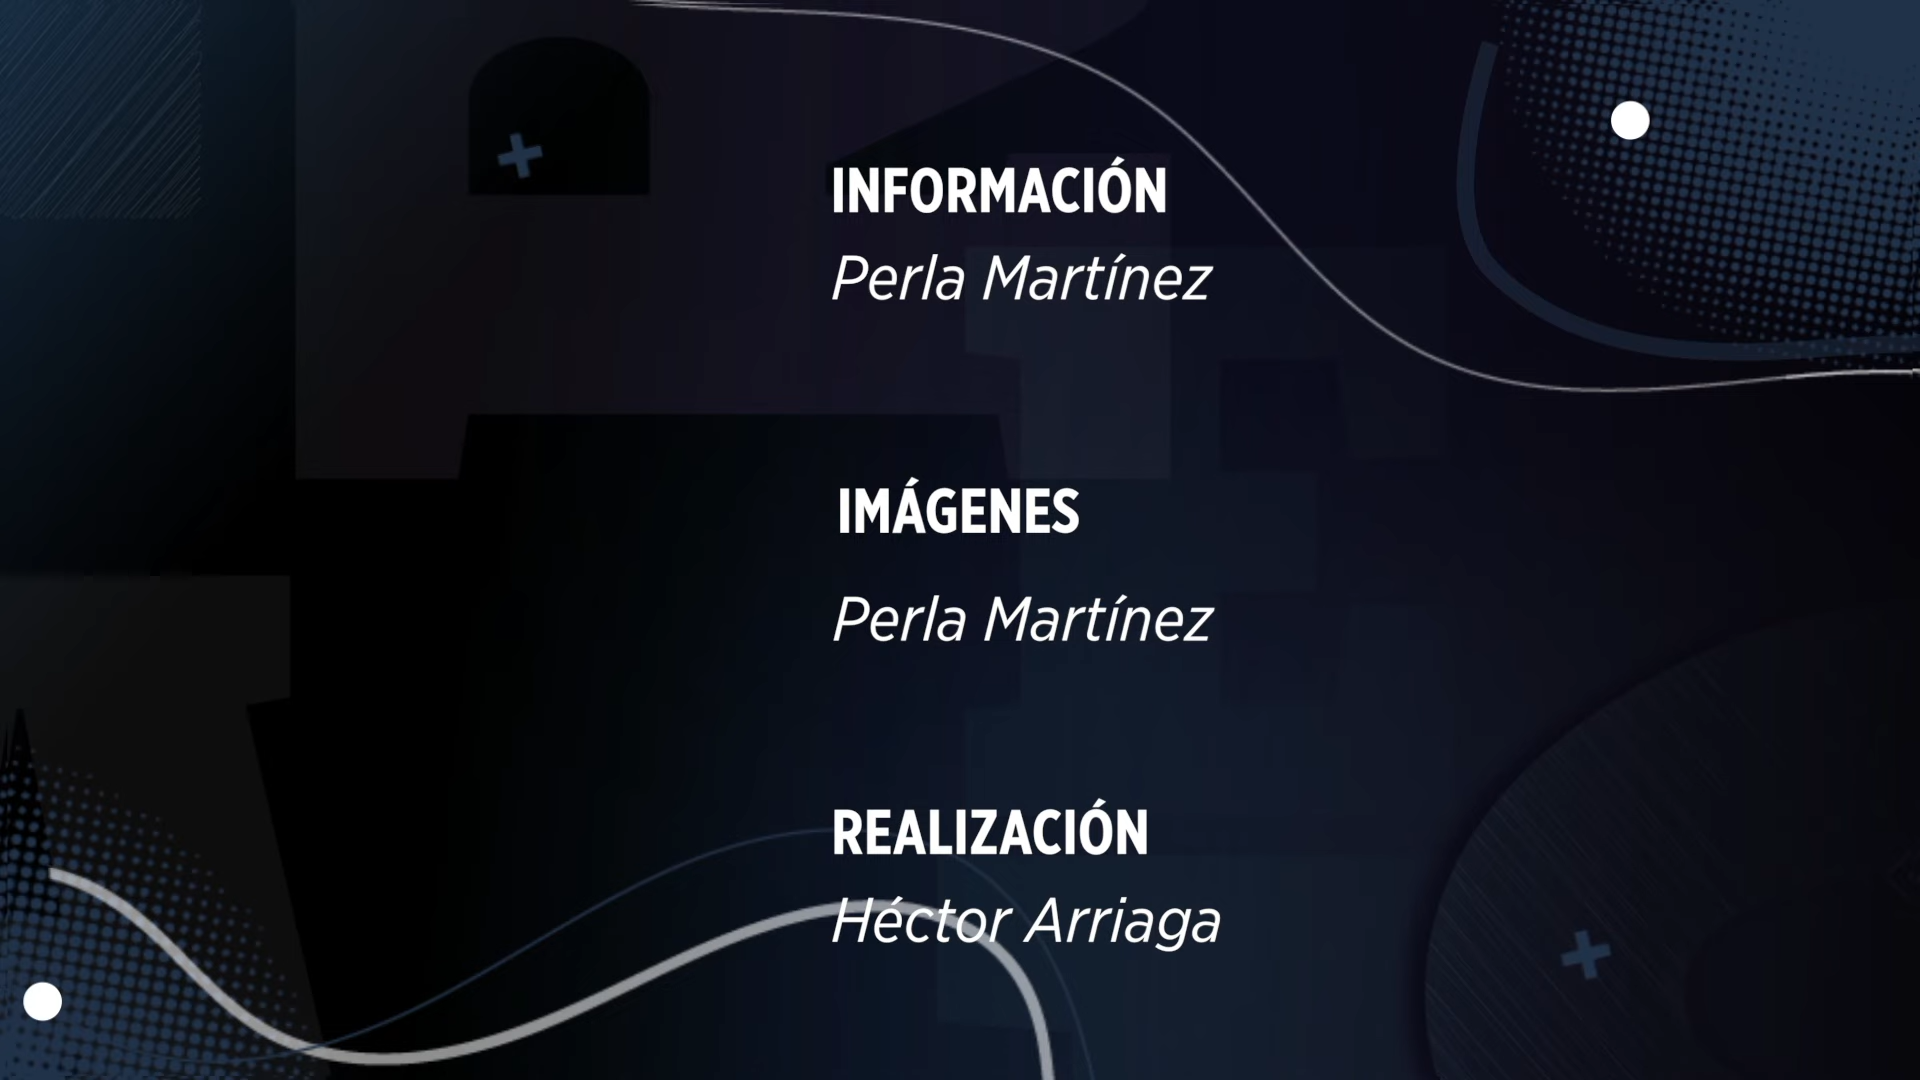 INFORMACIÓN
Perla Martínez
IMÁGENES
Perla Martínez
REALIZACIÓN
Héctor Arriaga